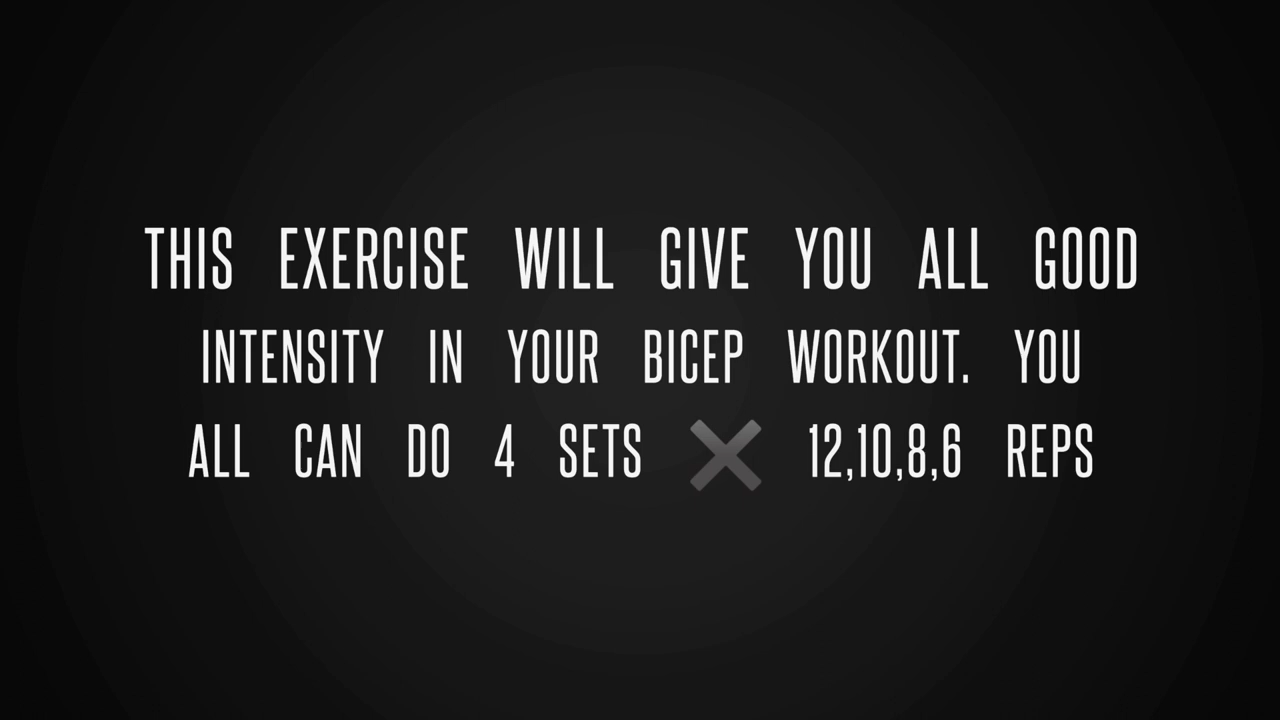 THIS EXERCISE WILL GIVE YOU ALL GOOD
INTENSITY IN YOUR BICEP WORKOUT. YOU
ALL CAN DO 4 SETS ✖ 12,10,8,6 REPS